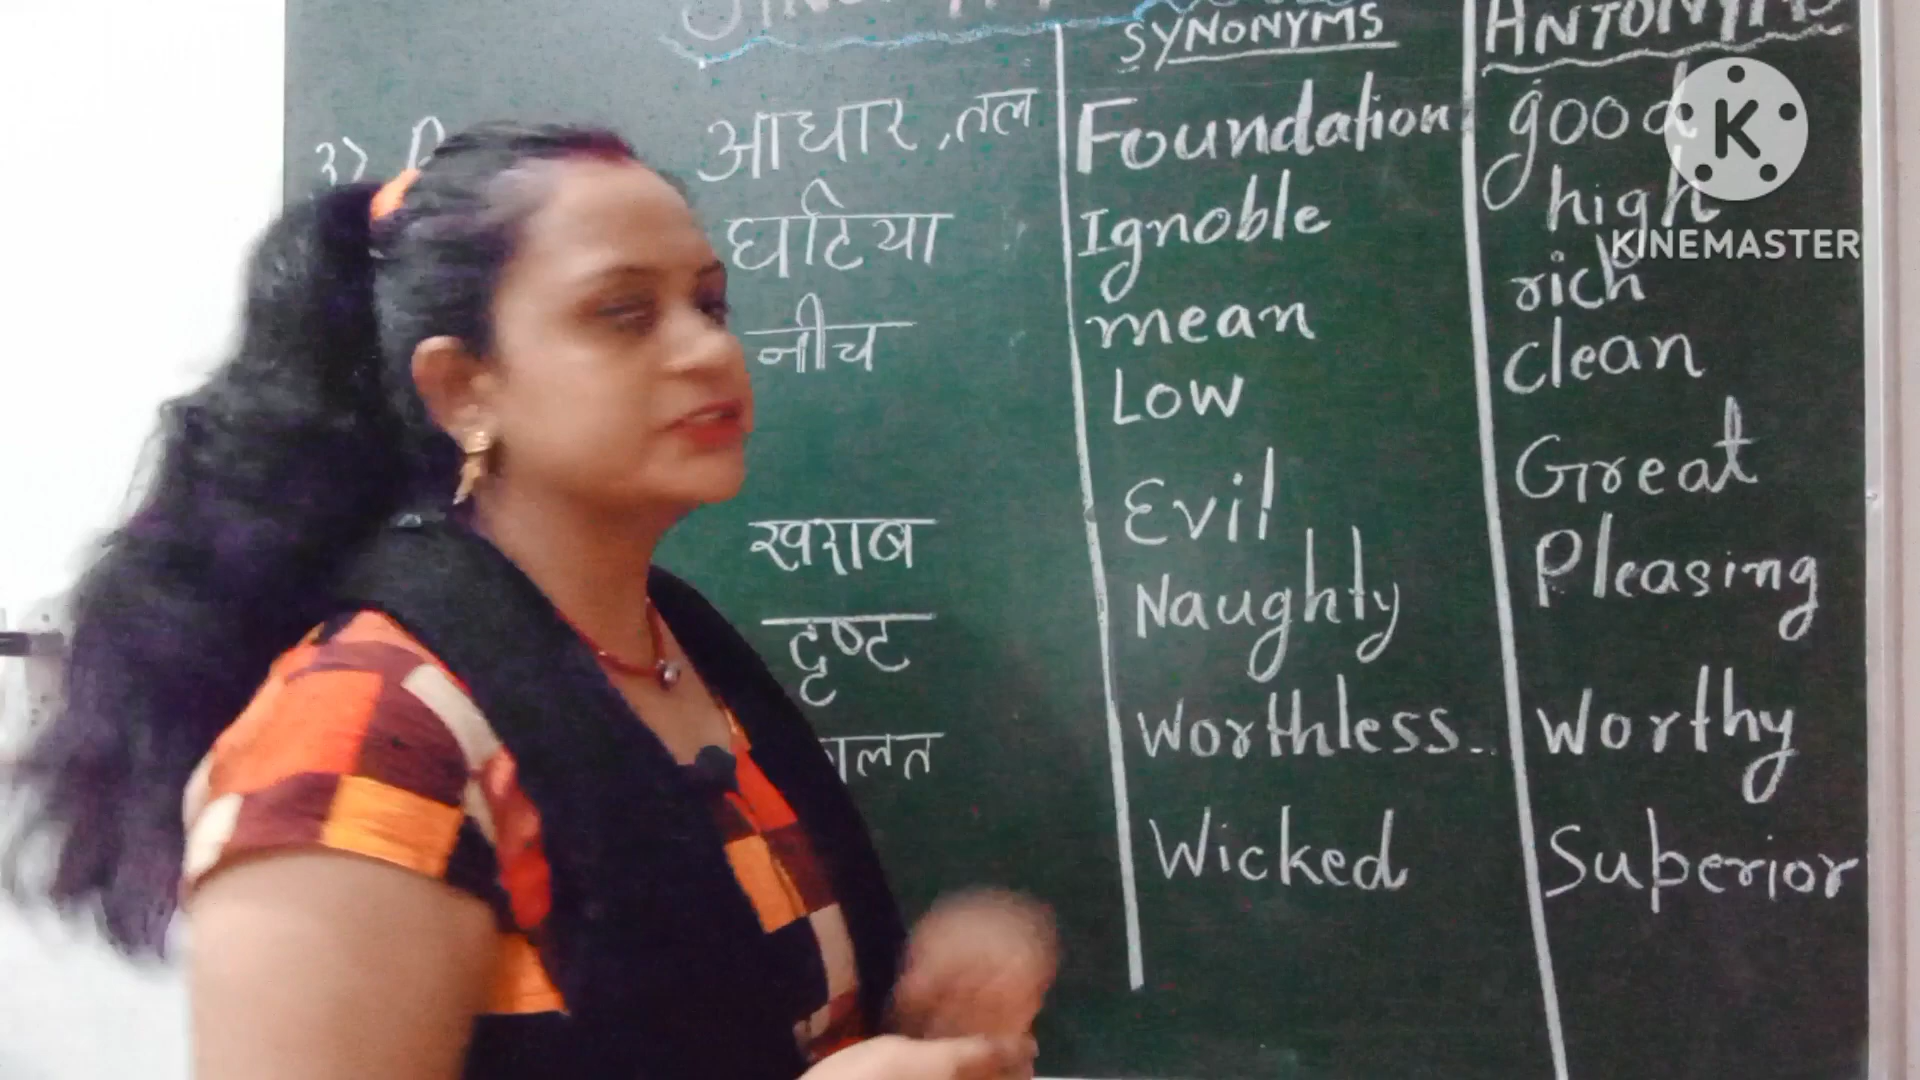 SYNONYMS ANTONYMS
3) आधार, तल Foundation good
घटिया Ignoble high
नीच mean rich
Low clean
खराब Evil Great
दुष्ट Naughty Pleasing
Worthless.. Worthy
Wicked Superior
K
KINEMASTER